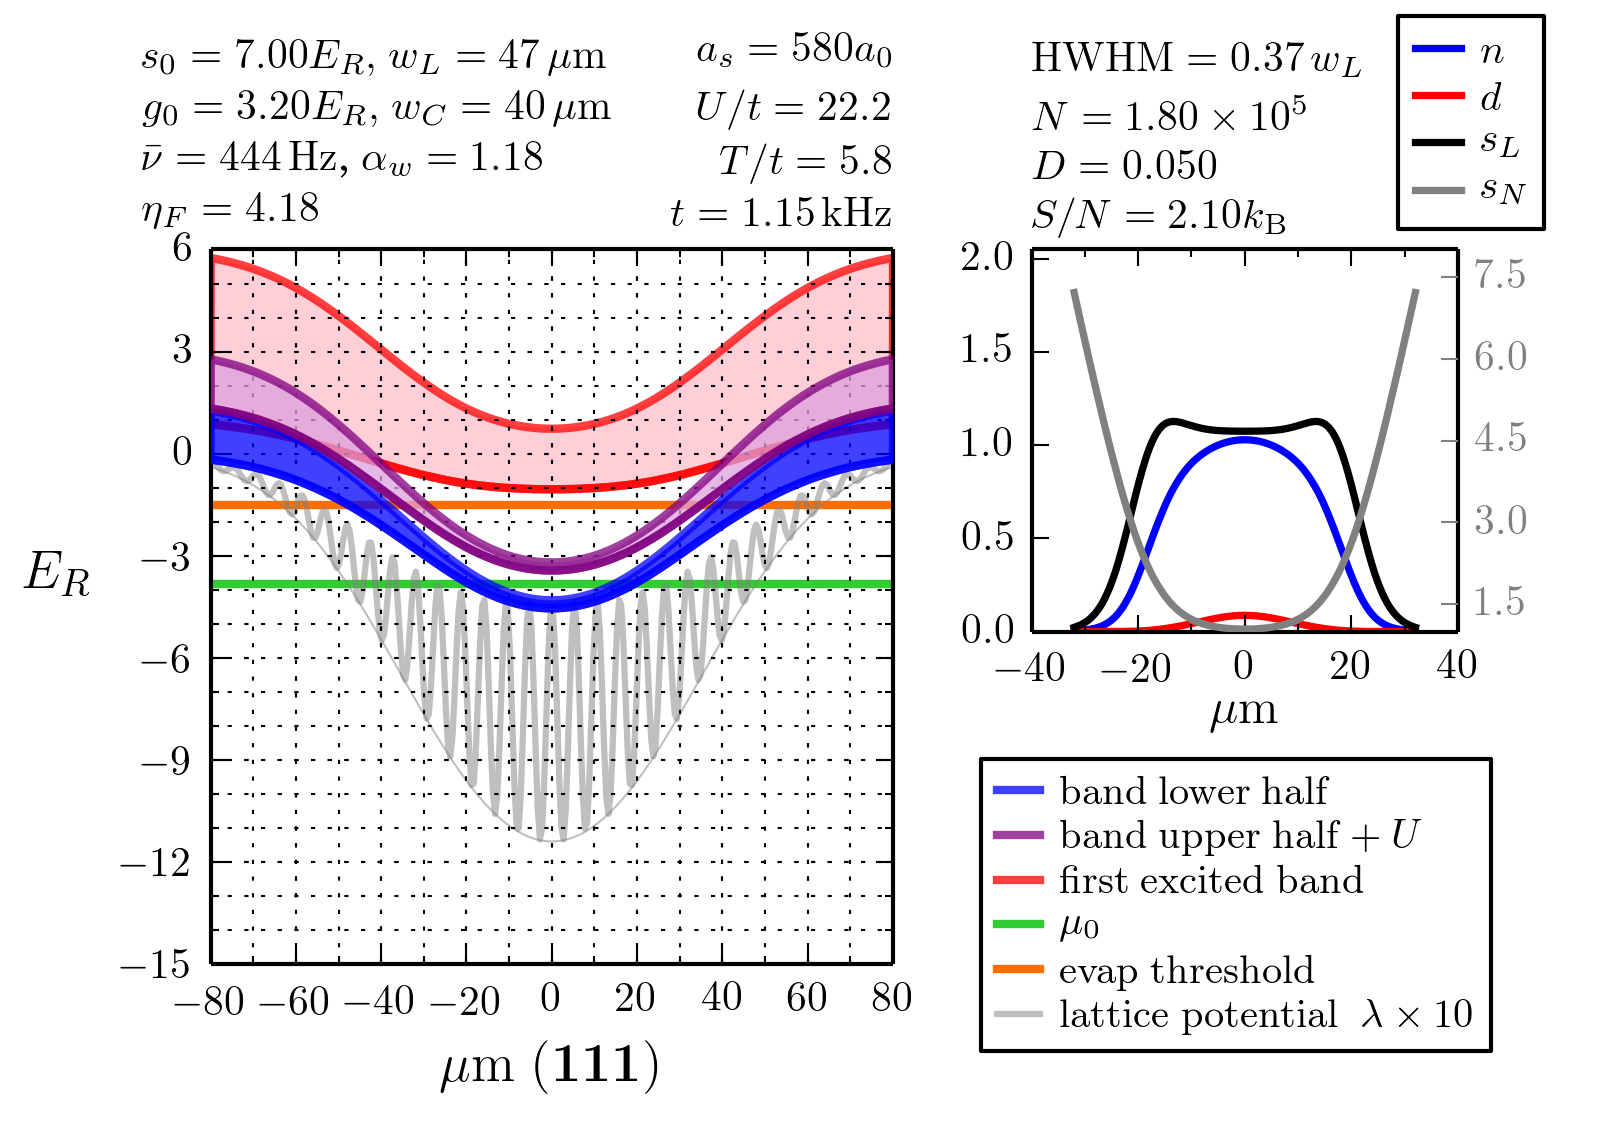 s₀ = 7.00E_R, w_L = 47 μm
g₀ = 3.20E_R, w_C = 40 μm
ν̄ = 444 Hz, α_w = 1.18
η_F = 4.18
a_s = 580a₀
U/t = 22.2
T/t = 5.8
t = 1.15 kHz
HWHM = 0.37 w_L
N = 1.80 × 10⁵
D = 0.050
S/N = 2.10k_B
n
d
s_L
s_N
6
3
0
−3
−6
−9
−12
−15
E_R
−80 −60 −40 −20 0 20 40 60 80
μm (111)
2.0
1.5
1.0
0.5
0.0
7.5
6.0
4.5
3.0
1.5
−40 −20 0 20 40
μm
band lower half
band upper half + U
first excited band
μ₀
evap threshold
lattice potential λ × 10